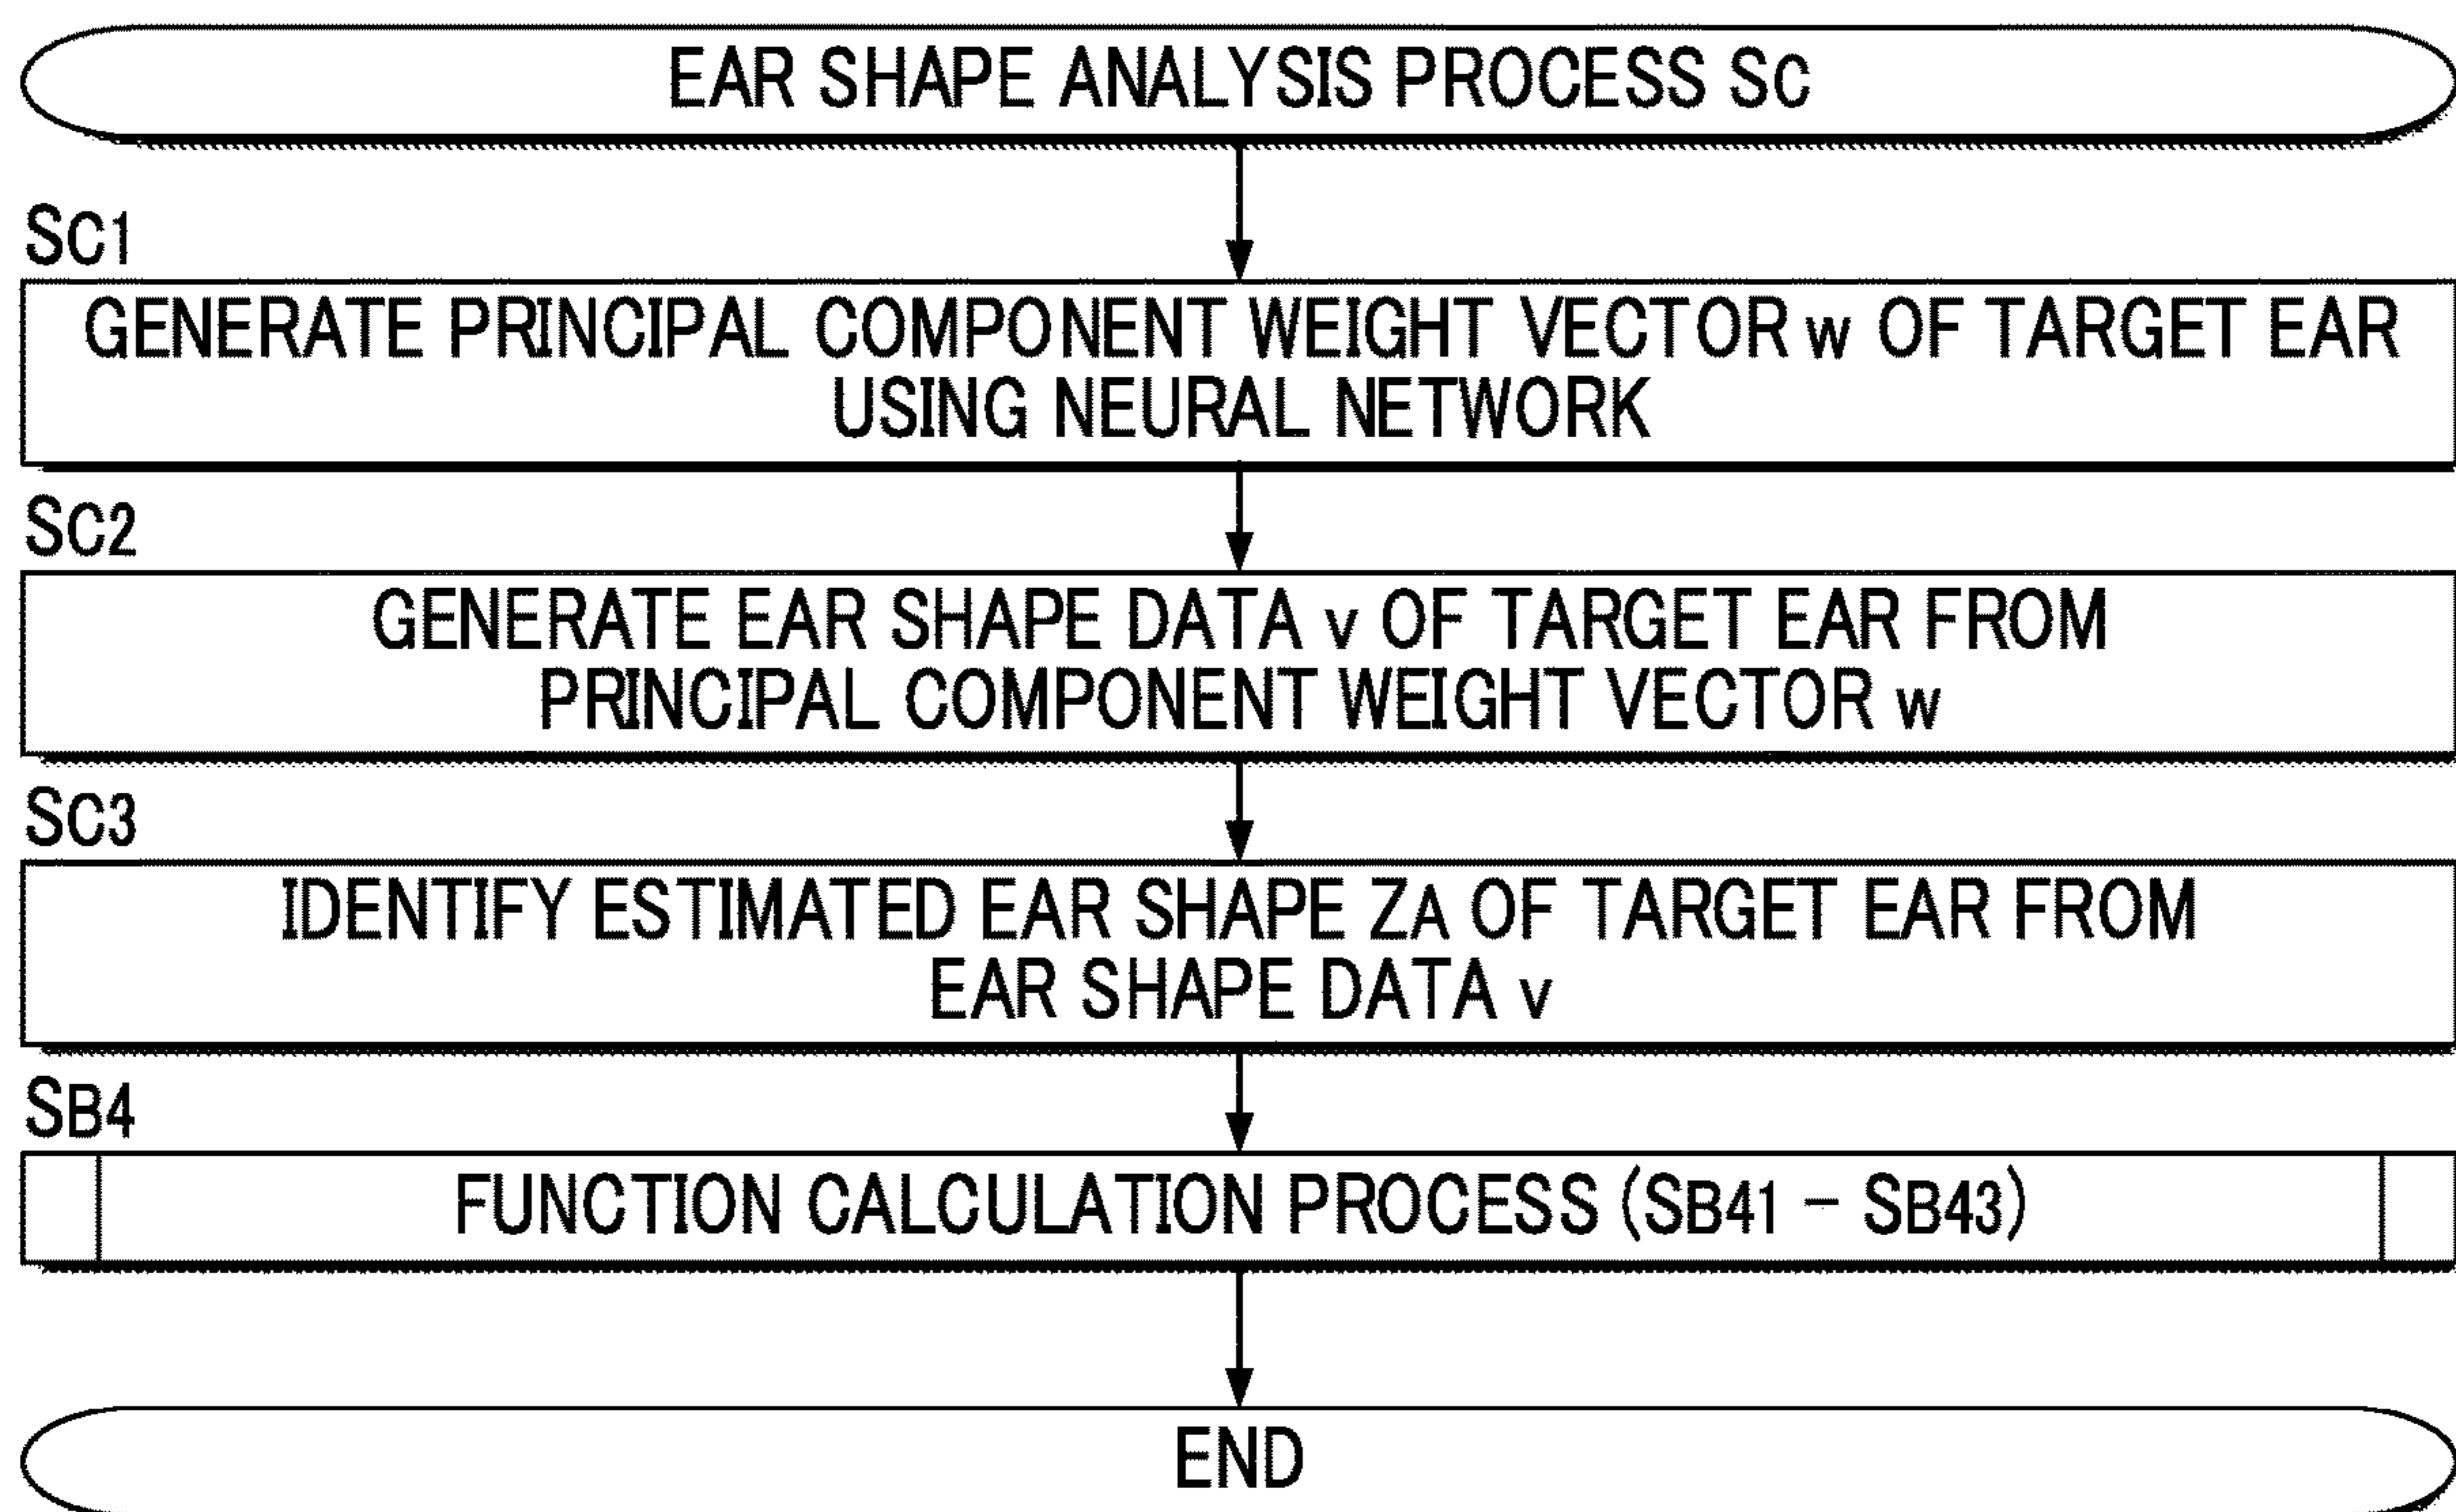 EAR SHAPE ANALYSIS PROCESS Sc
Sc1
GENERATE PRINCIPAL COMPONENT WEIGHT VECTOR w OF TARGET EAR
USING NEURAL NETWORK
Sc2
GENERATE EAR SHAPE DATA v OF TARGET EAR FROM
PRINCIPAL COMPONENT WEIGHT VECTOR w
Sc3
IDENTIFY ESTIMATED EAR SHAPE ZA OF TARGET EAR FROM
EAR SHAPE DATA v
SB4
FUNCTION CALCULATION PROCESS (SB41 – SB43)
END